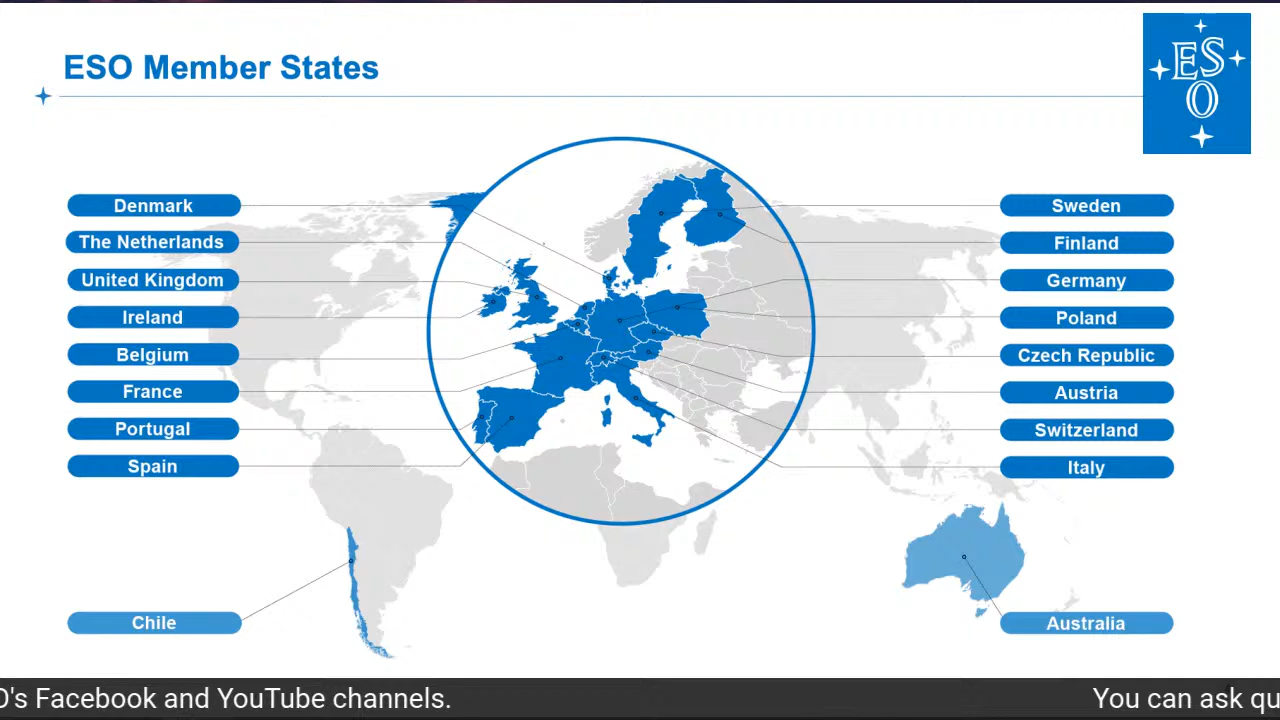 ESO Member States
ES
O
Denmark
The Netherlands
United Kingdom
Ireland
Belgium
France
Portugal
Spain
Chile
Sweden
Finland
Germany
Poland
Czech Republic
Austria
Switzerland
Italy
Australia
O's Facebook and YouTube channels.
You can ask qu